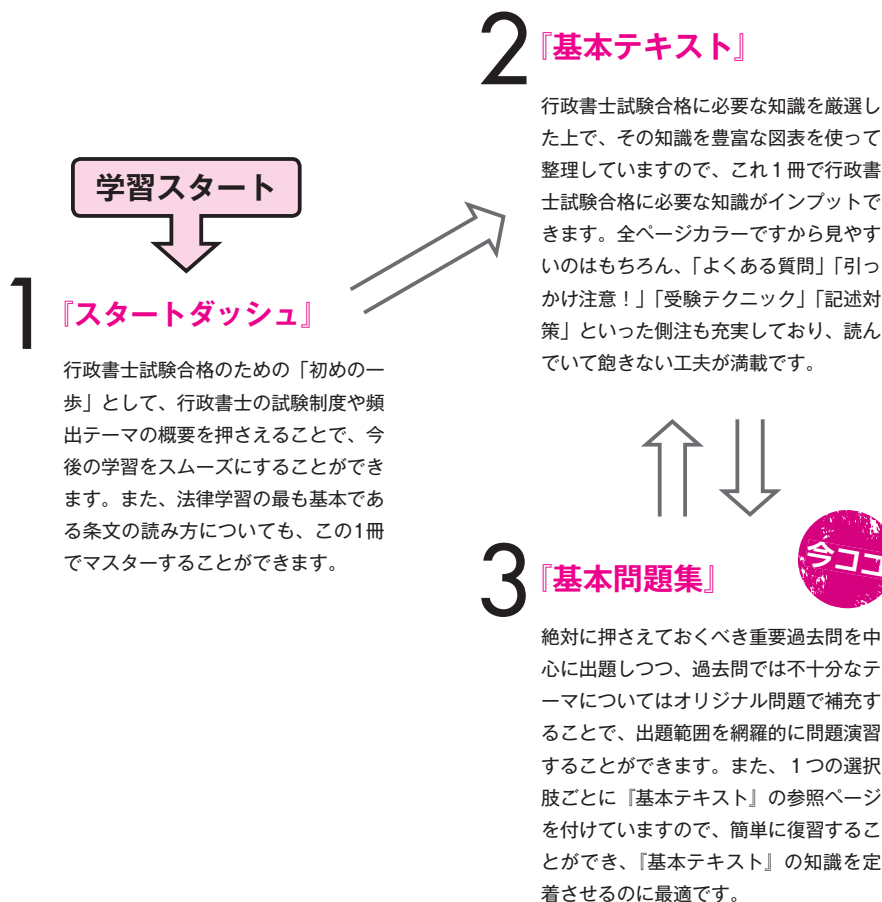 学習スタート
1
『スタートダッシュ』
行政書士試験合格のための「初めの一
歩」として、行政書士の試験制度や頻
出テーマの概要を押さえることで、今
後の学習をスムーズにすることができ
ます。また、法律学習の最も基本であ
る条文の読み方についても、この1冊
でマスターすることができます。
2
『基本テキスト』
行政書士試験合格に必要な知識を厳選し
た上で、その知識を豊富な図表を使って
整理していますので、これ1冊で行政書
士試験合格に必要な知識がインプットで
きます。全ページカラーですから見やす
いのはもちろん、「よくある質問」「引っ
かけ注意！」「受験テクニック」「記述対
策」といった側注も充実しており、読ん
でいて飽きない工夫が満載です。
3
『基本問題集』
今ココ
絶対に押さえておくべき重要過去問を中
心に出題しつつ、過去問では不十分なテ
ーマについてはオリジナル問題で補充す
ることで、出題範囲を網羅的に問題演習
することができます。また、1つの選択
肢ごとに『基本テキスト』の参照ページ
を付けていますので、簡単に復習するこ
とができ、『基本テキスト』の知識を定
着させるのに最適です。